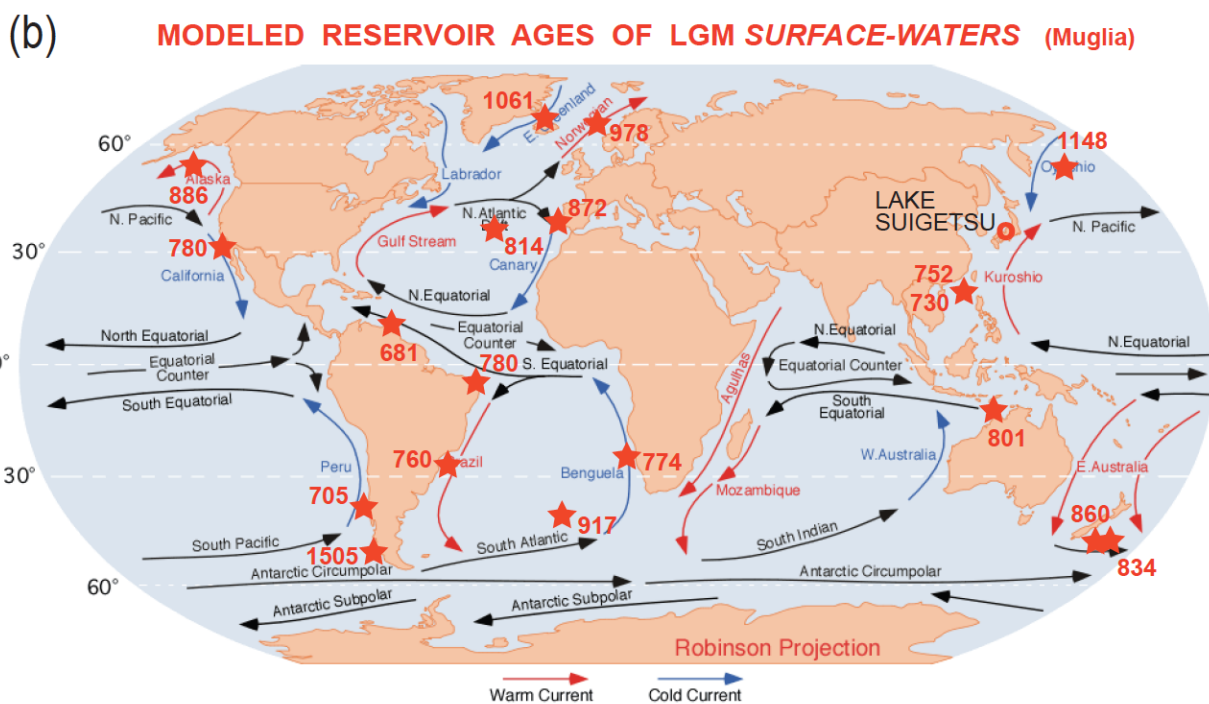 (b)
MODELED RESERVOIR AGES OF LGM SURFACE-WATERS (Muglia)
1061
E. Greenland
Norwegian
978
60°
1148
Alaska
886
Labrador
LAKE
SUIGETSU
N. Pacific
N.Atlantic
872
N. Pacific
780
Gulf Stream
814
30°
California
Canary
752
730
Kuroshio
N.Equatorial
North Equatorial
Equatorial
Counter
681
N.Equatorial
N.Equatorial
Equatorial
Counter
780
S. Equatorial
Equatorial Counter
0°
South Equatorial
Agulhas
South
Equatorial
801
Peru
760
Benguela
774
W.Australia
E.Australia
30°
705
Mozambique
917
860
South Pacific
1505
South Atlantic
South Indian
834
60°
Antarctic Circumpolar
Antarctic Circumpolar
Antarctic Subpolar
Antarctic Subpolar
Robinson Projection
Warm Current
Cold Current